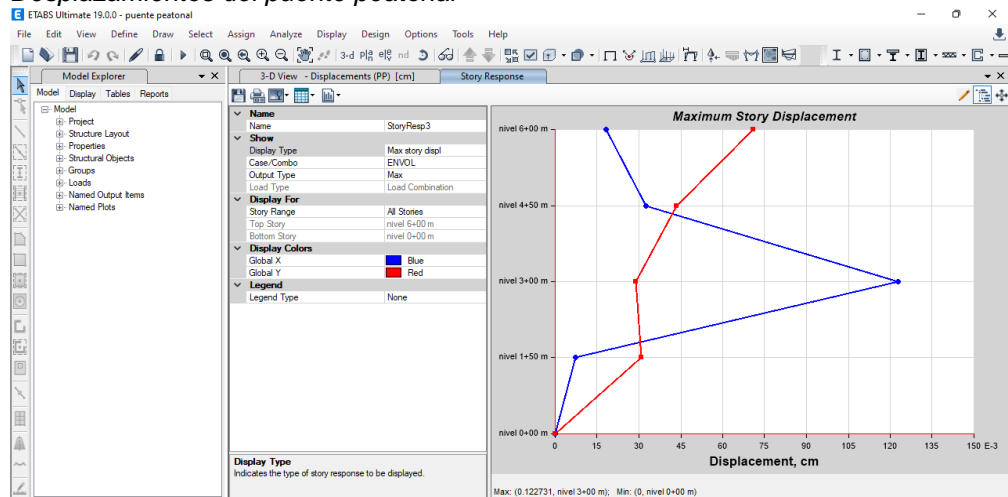 Desplazamientos del puente peatonal
ETABS Ultimate 19.0.0 - puente peatonal
File Edit View Define Draw Select Assign Analyze Display Design Options Tools Help
3-d nd
Model Explorer
3-D View - Displacements (PP) [cm]
Story Response
Model Display Tables Reports
Model
Project
Structure Layout
Properties
Structural Objects
Groups
Loads
Named Output Items
Named Plots
Name
Name StoryResp3
Show
Display Type Max story displ
Case/Combo ENVOL
Output Type Max
Load Type Load Combination
Display For
Story Range All Stories
Top Story nivel 6+00 m
Bottom Story nivel 0+00 m
Display Colors
Global X Blue
Global Y Red
Legend
Legend Type None
Display Type
Indicates the type of story response to be displayed.
Maximum Story Displacement
nivel 6+00 m
nivel 4+50 m
nivel 3+00 m
nivel 1+50 m
nivel 0+00 m
0 15 30 45 60 75 90 105 120 135 150 E-3
Displacement, cm
Max: (0.122731, nivel 3+00 m); Min: (0, nivel 0+00 m)